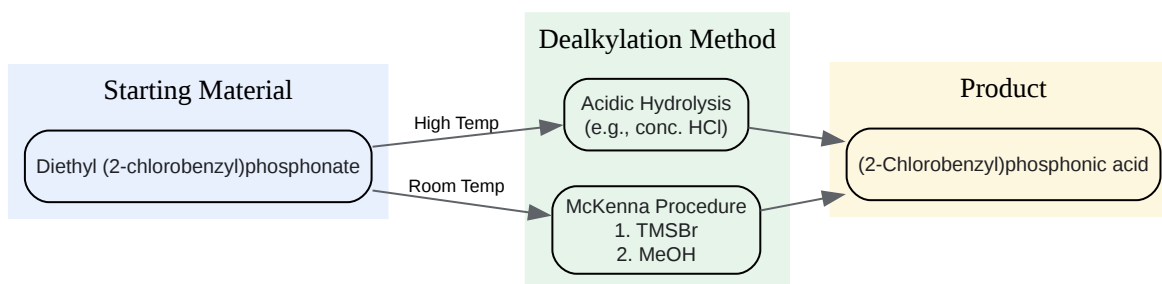 Starting Material
Diethyl (2-chlorobenzyl)phosphonate
High Temp
Room Temp
Dealkylation Method
Acidic Hydrolysis
(e.g., conc. HCl)
McKenna Procedure
1. TMSBr
2. MeOH
Product
(2-Chlorobenzyl)phosphonic acid